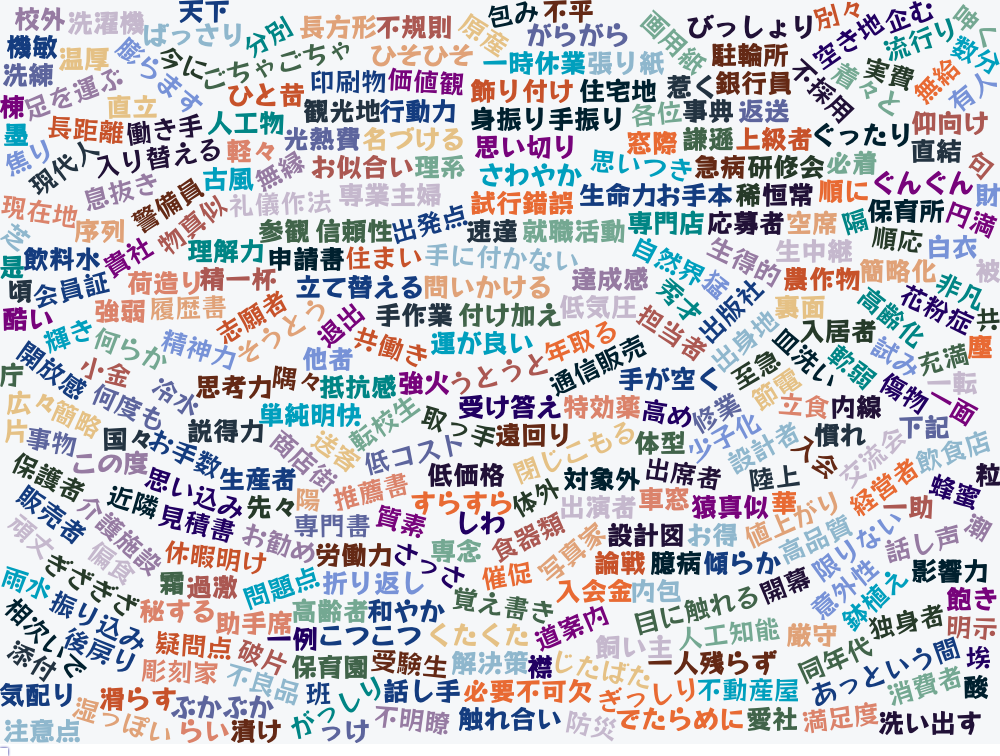 校外 洗濯機 天下 包み 不平 別々 企む 呻く
ばっさり 分別 長方形 不規則 原産 がらがら 画用紙 びっしょり 空き地 流行り 数分
機敏 温厚 膨らます 今に ごちゃごちゃ ひそひそ 一時休業 張り紙 駐輪所
洗練 足を運ぶ 印刷物 価値観 惹く 銀行員 不採用 着々と 実費 無給 有人
棟 直立 ひと昔 観光地 行動力 飾り付け 住宅地 各位 事典 返送
墨 長距離 働き手 人工物 光熱費 名づける 身振り手振り 窓際 謙遜 上級者 ぐったり 仰向け
焦り 現代人 入り替える 軽々 思い切り 思いつき 急病 研修会 必着 直結 句
息抜き 古風 無縁 お似合い 理系 さわやか 生命力 お手本 稀 恒常 順に ぐんぐん 財
現在地 警備員 礼儀作法 専業主婦 試行錯誤 保育所 円満
序列 物真似 参観 信頼性 出発点 速達 就職活動 専門店 応募者 空席 隔
芝 飲料水 貴社 理解力 申請書 住まい 手に付かない 自然界 生得的 生中継 順応 白衣
是 会員証 荷造り 精一杯 立て替える 問いかける 達成感 猛 農作物 簡略化 非凡 被
頃 強弱 履歴書 志願者 退出 手作業 付け加え 低気圧 秀才 出版社 裏面 高齢化 花粉症 共
酷い 輝き 何らか 精神力 そうとう 共働き 運が良い 年取る 担当者 出身地 入居者 塵
開放感 小金 他者 通信販売 皿洗い 軟弱 試み 充満
庁 何度も 冷水 思考力 隅々 抵抗感 強火 うとうと 手が空く 至急 節電 傷物 一転
広々 簡略 単純明快 転校生 取っ手 受け答え 特効薬 高め 修業 立食 内線 一面
片 事物 国々 お手数 説得力 商店街 送客 低コスト 遠回り 閉じこもる 体型 少子化 設計者 入会 慣れ 交流会 下記 飲食店
保護者 この度 思い込み 生産者 低価格 対象外 出席者 陸上 経営者 蜂蜜 粒
販売者 近隣 見積書 先々 陽 推薦書 すらすら 体外 出演者 車窓 猿真似 華 一助
頑丈 介護施設 お勧め 専門書 質素 しわ 食器類 設計図 お得 値上がり 高品質 限りない 話し声 潮
偏食 休暇明け 労働力 さっさ 専念 催促 写真家 論戦 臆病 傾らか 意外性 影響力
雨水 ぎざぎざ 霜 過激 問題点 折り返し 覚え書き 入会金 内包 開幕 鉢植え 飽き
相次いで 振り込み 秘する 助手席 高齢者 和やか 道案内 目に触れる 独身者 明示
添付 後戻り 疑問点 破片 一例 こつこつ くたくた 飼い主 人工知能 厳守 同年代 埃
彫刻家 不良品 保育園 受験生 解決策 襟 じたばた 一人残らず あっという間 酸
気配り 滑らす ぶかぶか 班 がっしり 話し手 必要不可欠 ぎっしり 不動産屋 消費者
注意点 湿っぽい らい 漬け うっけ 不明瞭 触れ合い 防災 でたらめに 愛社 満足度 洗い出す